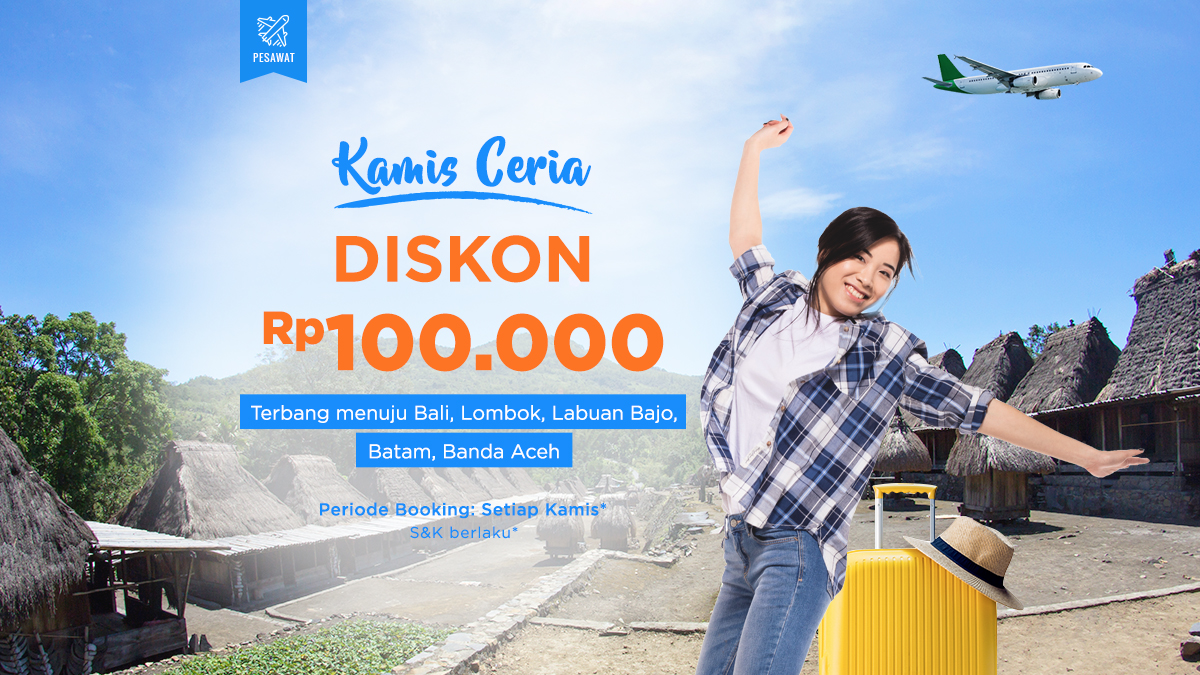 PESAWAT
Kamis Ceria
DISKON
Rp100.000
Terbang menuju Bali, Lombok, Labuan Bajo,
Batam, Banda Aceh
Periode Booking: Setiap Kamis*
S&K berlaku*